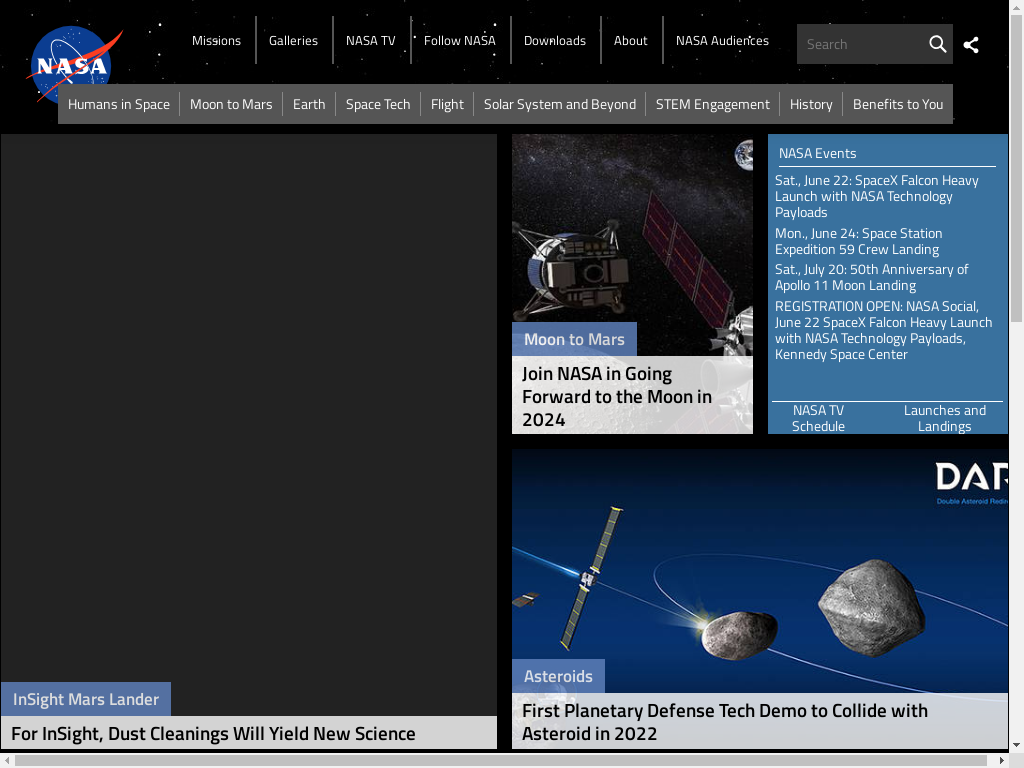 Missions
Galleries
NASA TV
Follow NASA
Downloads
About
NASA Audiences
Search
NASA
Humans in Space
Moon to Mars
Earth
Space Tech
Flight
Solar System and Beyond
STEM Engagement
History
Benefits to You
InSight Mars Lander
For InSight, Dust Cleanings Will Yield New Science
Moon to Mars
Join NASA in Going
Forward to the Moon in
2024
NASA Events
Sat., June 22: SpaceX Falcon Heavy
Launch with NASA Technology
Payloads
Mon., June 24: Space Station
Expedition 59 Crew Landing
Sat., July 20: 50th Anniversary of
Apollo 11 Moon Landing
REGISTRATION OPEN: NASA Social,
June 22 SpaceX Falcon Heavy Launch
with NASA Technology Payloads,
Kennedy Space Center
NASA TV
Schedule
Launches and
Landings
DAR
Double Asteroid Redir
Asteroids
First Planetary Defense Tech Demo to Collide with
Asteroid in 2022